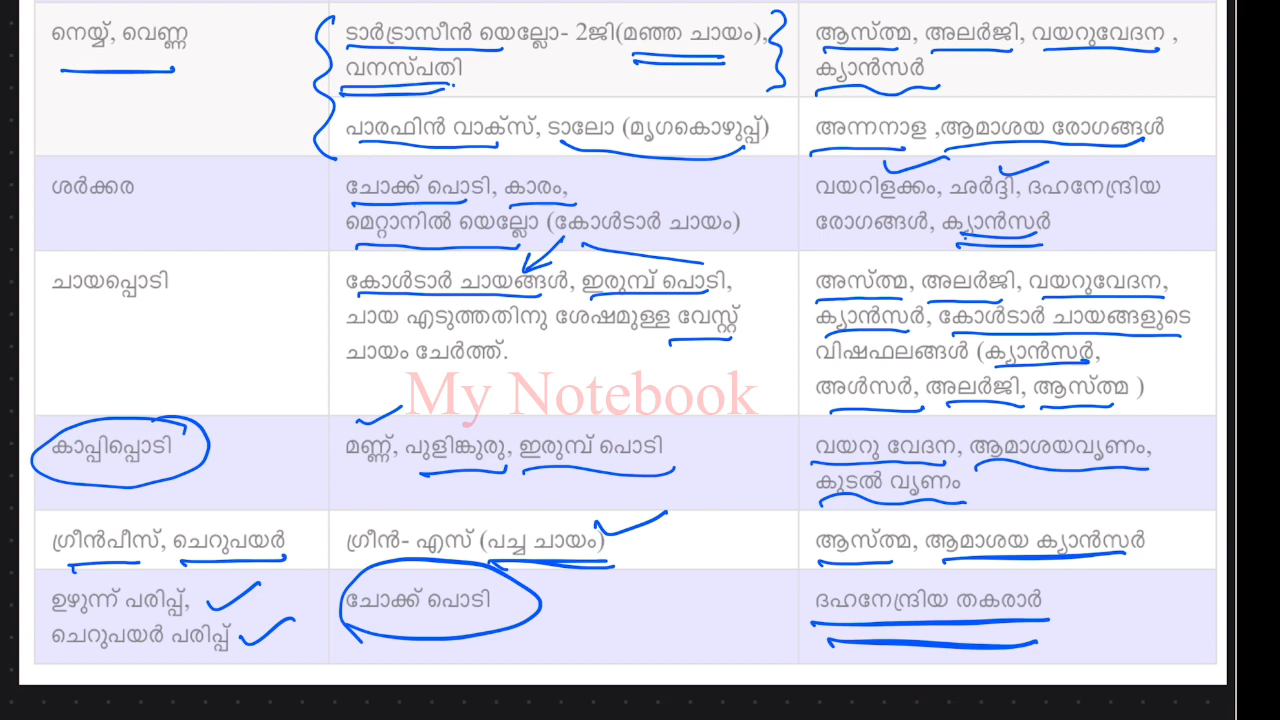 നെയ്യ്, വെണ്ണ
ടാർട്രാസീൻ യെല്ലോ- 2ജി(മഞ്ഞ ചായം),
വനസ്പതി
ആസ്ത്മ, അലർജി, വയറുവേദന ,
ക്യാൻസർ
പാരഫിൻ വാക്സ്, ടാലോ (മൃഗകൊഴുപ്പ്)
അന്നനാള ,ആമാശയ രോഗങ്ങൾ
ശർക്കര
ചോക്ക് പൊടി, കാരം,
മെറ്റാനിൽ യെല്ലോ (കോൾടാർ ചായം)
വയറിളക്കം, ഛർദ്ദി, ദഹനേന്ദ്രിയ
രോഗങ്ങൾ, ക്യാൻസർ
ചായപ്പൊടി
കോൾടാർ ചായങ്ങൾ, ഇരുമ്പ് പൊടി,
ചായ എടുത്തതിനു ശേഷമുള്ള വേസ്റ്റ്
ചായം ചേർത്ത്.
അസ്ത്മ, അലർജി, വയറുവേദന,
ക്യാൻസർ, കോൾടാർ ചായങ്ങളുടെ
വിഷഫലങ്ങൾ (ക്യാൻസർ,
അൾസർ, അലർജി, ആസ്ത്മ )
My Notebook
കാപ്പിപ്പൊടി
മണ്ണ്, പുളിങ്കുരു, ഇരുമ്പ് പൊടി
വയറു വേദന, ആമാശയവൃണം,
കുടൽ വൃണം
ഗ്രീൻപീസ്, ചെറുപയർ
ഗ്രീൻ- എസ് (പച്ച ചായം)
ആസ്ത്മ, ആമാശയ ക്യാൻസർ
ഉഴുന്ന് പരിപ്പ്,
ചെറുപയർ പരിപ്പ്
ചോക്ക് പൊടി
ദഹനേന്ദ്രിയ തകരാർ